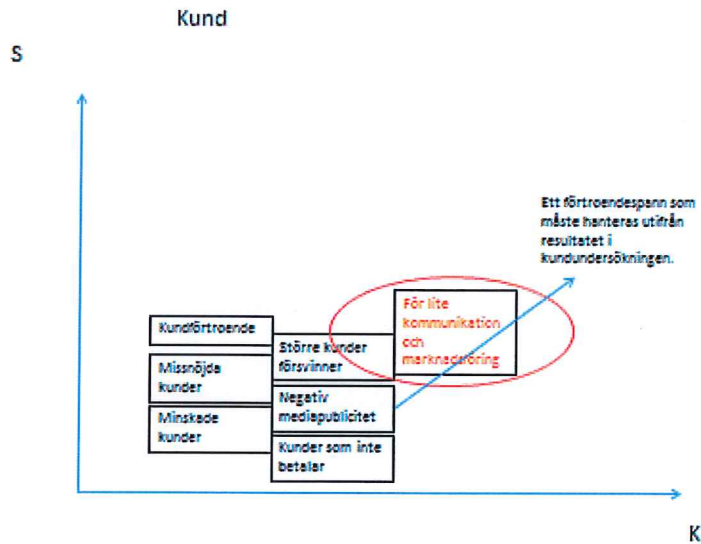 Kund
S
Ett förtroendespann som
måste hanteras utifrån
resultatet i
kundundersökningen.
För lite
kommunikation
och
marknadsföring
Kundförtroende
Större kunder
försvinner
Missnöjda
kunder
Negativ
mediapublicitet
Minskade
kunder
Kunder som inte
betalar
K